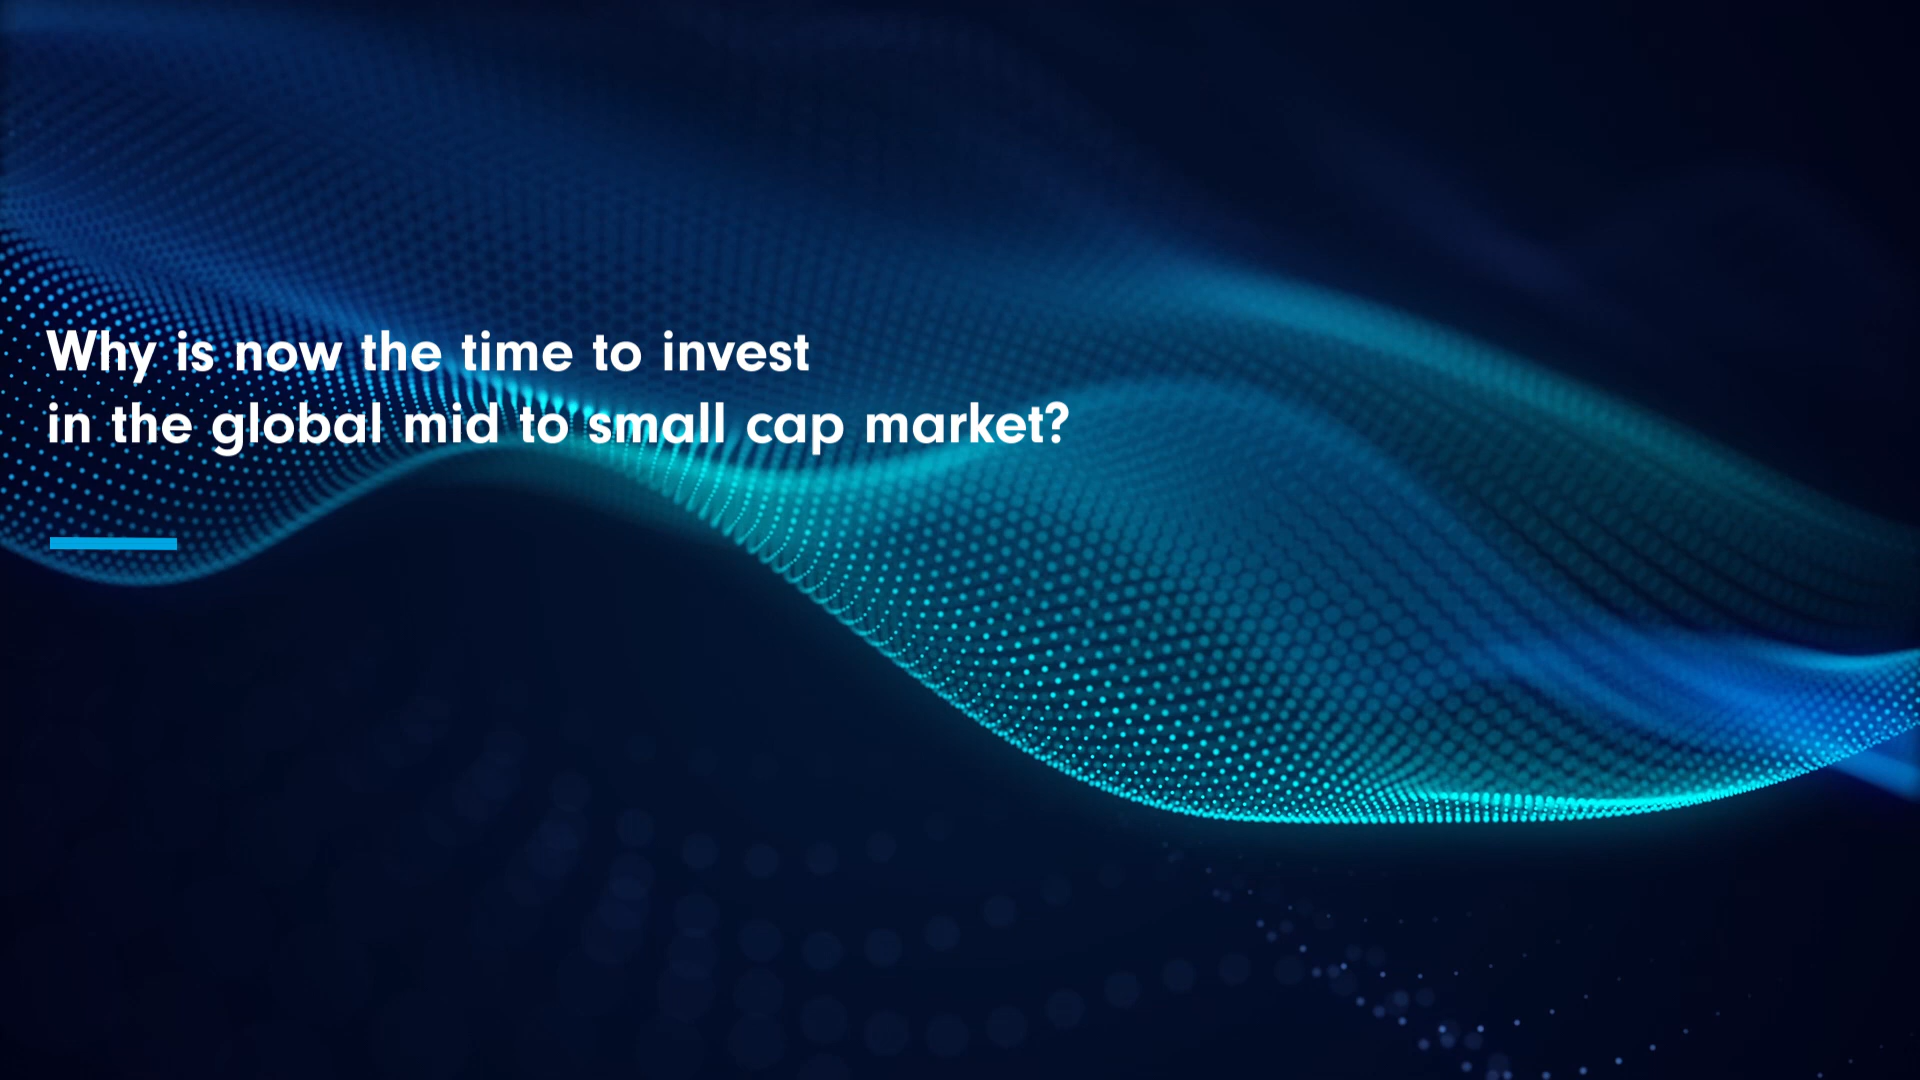 Why is now the time to invest
in the global mid to small cap market?